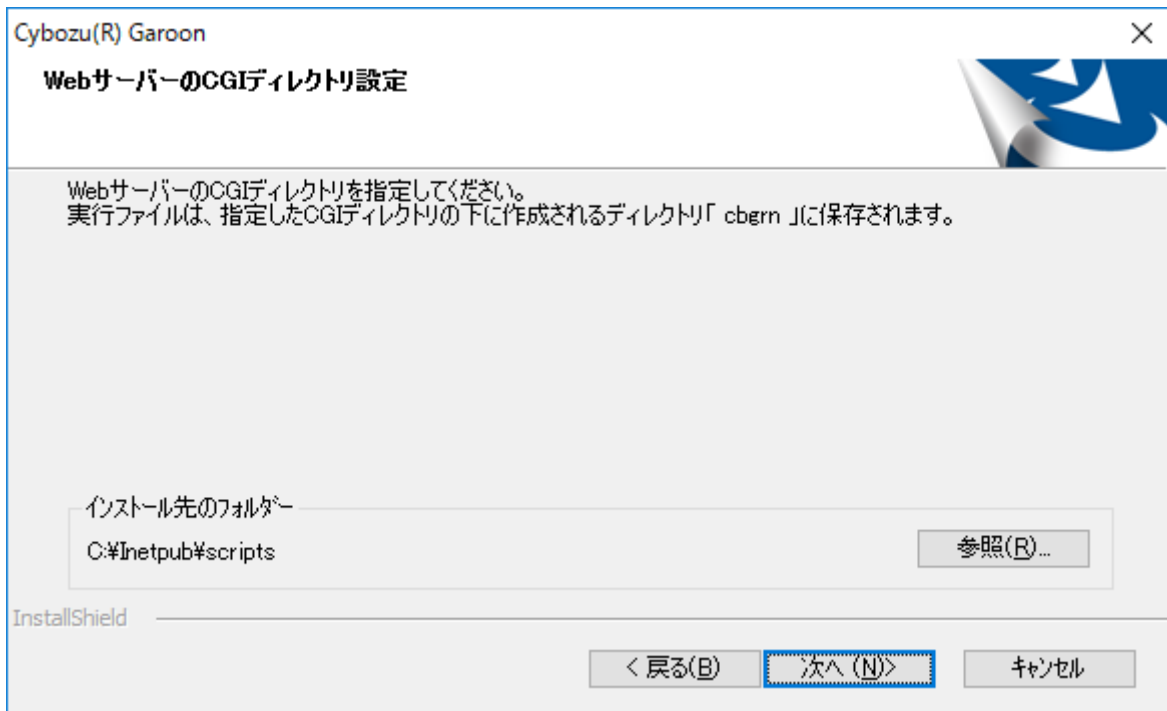 Cybozu(R) Garoon
WebサーバーのCGIディレクトリ設定
WebサーバーのCGIディレクトリを指定してください。
実行ファイルは、指定したCGIディレクトリの下に作成されるディレクトリ「 cbgrn 」に保存されます。
インストール先のフォルダー
C:¥Inetpub¥scripts
参照(R)...
InstallShield
< 戻る(B)
次へ (N)>
キャンセル